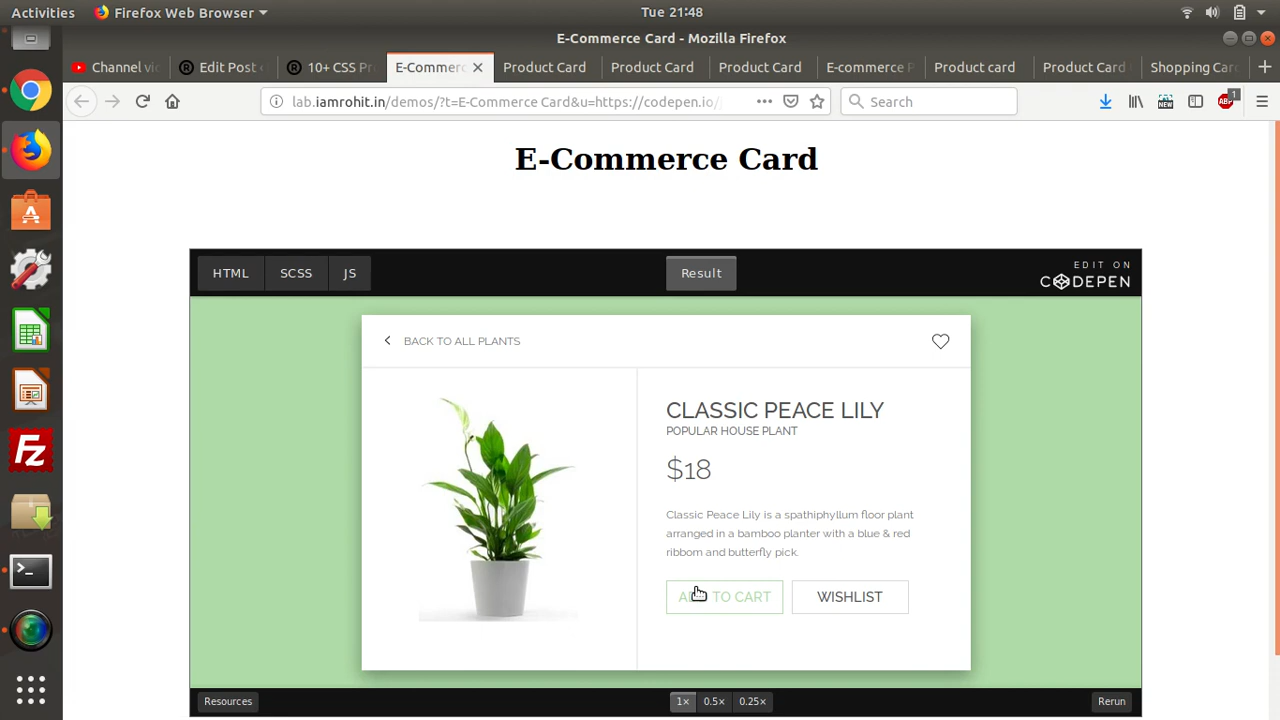 Activities
Firefox Web Browser
Tue 21:48
E-Commerce Card - Mozilla Firefox
Channel vi
Edit Post
10+ CSS Pr
E-Commerc
Product Card
Product Card
Product Card
E-commerce P
Product card
Product Card
Shopping Car
lab.iamrohit.in/demos/?t=E-Commerce Card&u=https://codepen.io/
Search
NEW
ABP
1
E-Commerce Card
HTML
SCSS
JS
Result
EDIT ON
CODEPEN
BACK TO ALL PLANTS
CLASSIC PEACE LILY
POPULAR HOUSE PLANT
$18
Classic Peace Lily is a spathiphyllum floor plant
arranged in a bamboo planter with a blue & red
ribbom and butterfly pick.
ADD TO CART
WISHLIST
Resources
1×
0.5×
0.25×
Rerun